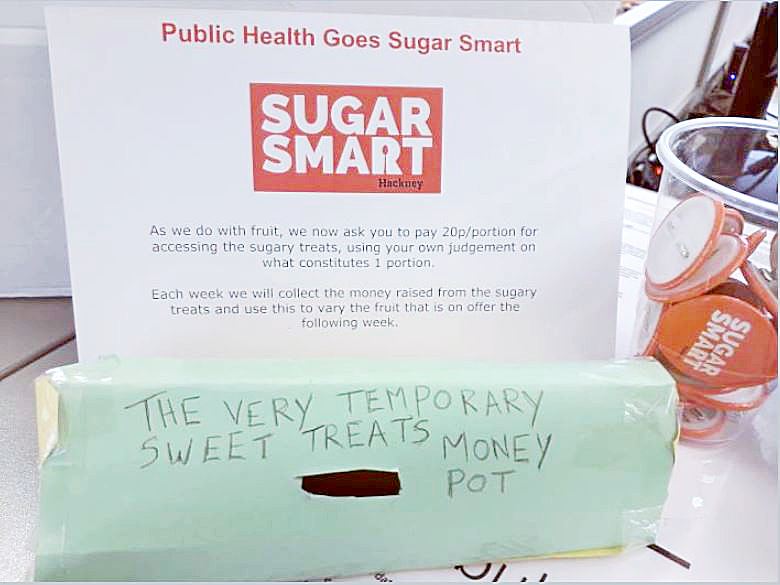 Public Health Goes Sugar Smart
SUGAR
SMART
Hackney
As we do with fruit, we now ask you to pay 20p/portion for
accessing the sugary treats, using your own judgement on
what constitutes 1 portion.
Each week we will collect the money raised from the sugary
treats and use this to vary the fruit that is on offer the
following week.
THE VERY TEMPORARY
SWEET TREATS MONEY
POT
SUGAR
SMART